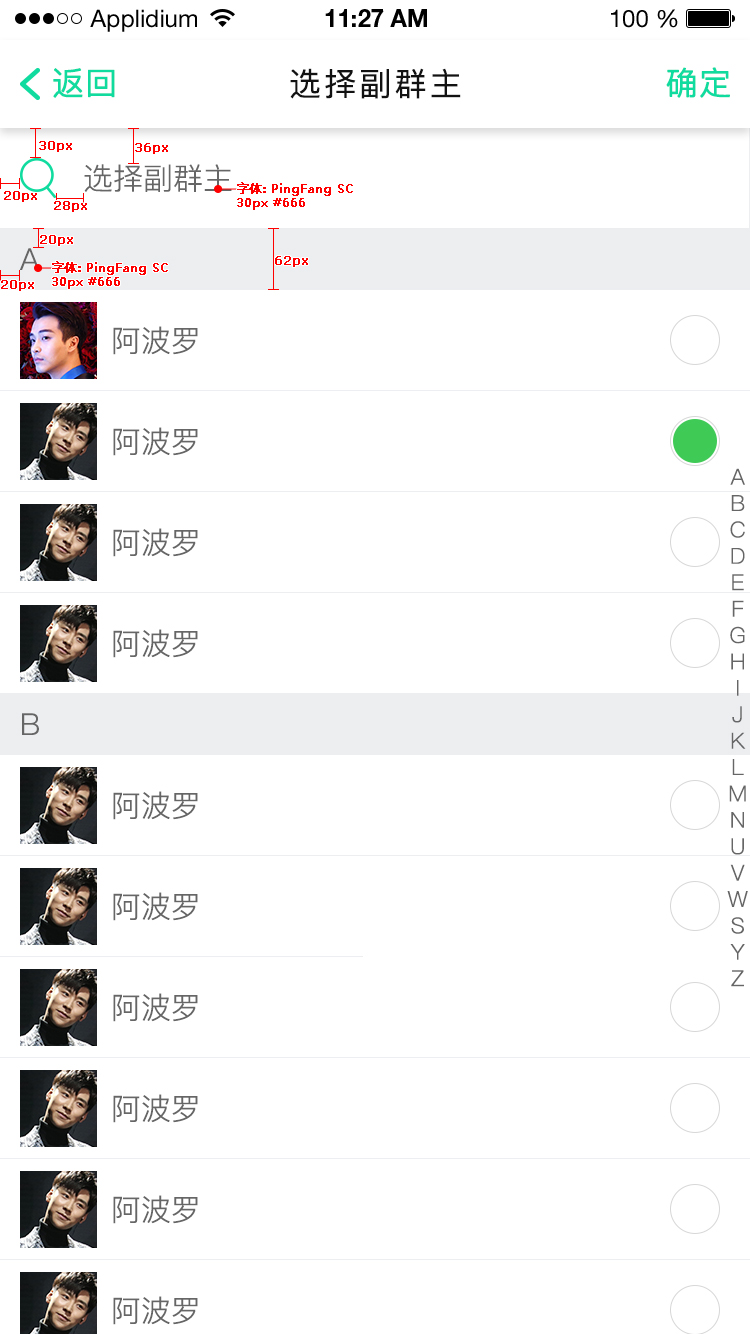 Applidium 11:27 AM 100 %
返回 选择副群主 确定
30px 36px
选择副群主
20px 28px
字体: PingFang SC
30px #666
20px
A
62px
字体: PingFang SC
20px
30px #666
阿波罗
阿波罗
A
B
阿波罗
C
D
E
F
阿波罗
G
H
I
J
B
K
L
阿波罗
M
N
U
V
阿波罗
W
S
Y
Z
阿波罗
阿波罗
阿波罗
阿波罗